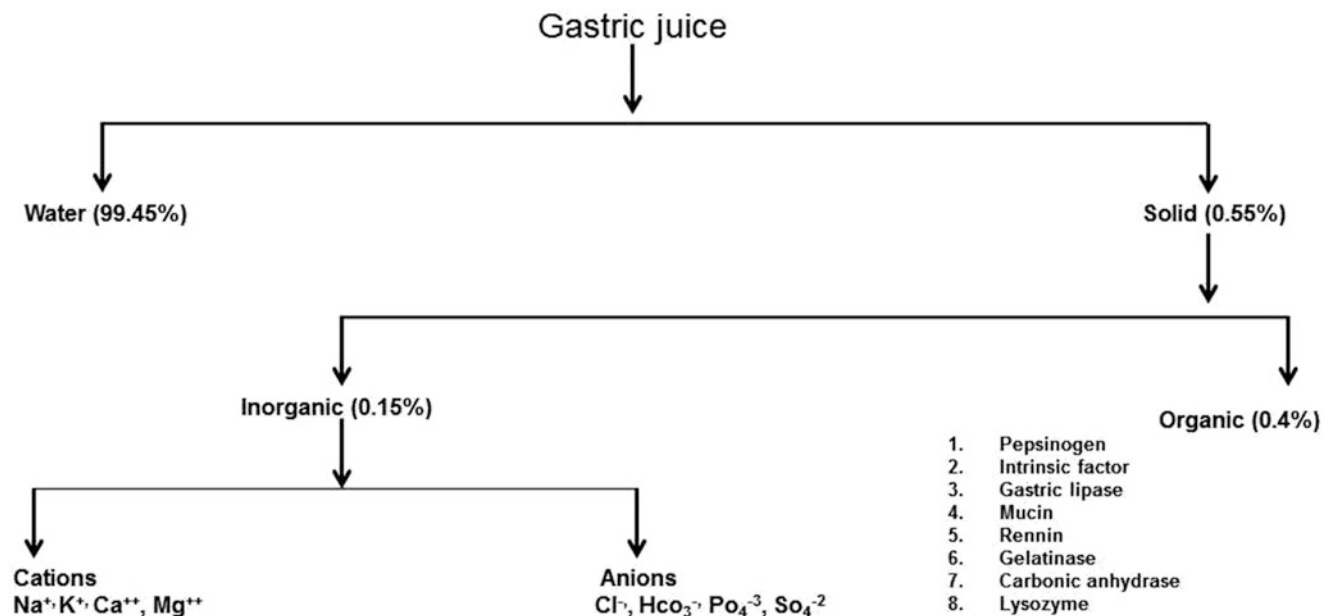 Gastric juice
Water (99.45%)
Solid (0.55%)
Inorganic (0.15%)
Organic (0.4%)
1. Pepsinogen
2. Intrinsic factor
3. Gastric lipase
4. Mucin
5. Rennin
6. Gelatinase
7. Carbonic anhydrase
8. Lysozyme
Cations
Na⁺, K⁺, Ca⁺⁺, Mg⁺⁺
Anions
Cl⁻, Hco₃⁻, Po₄⁻³, So₄⁻²